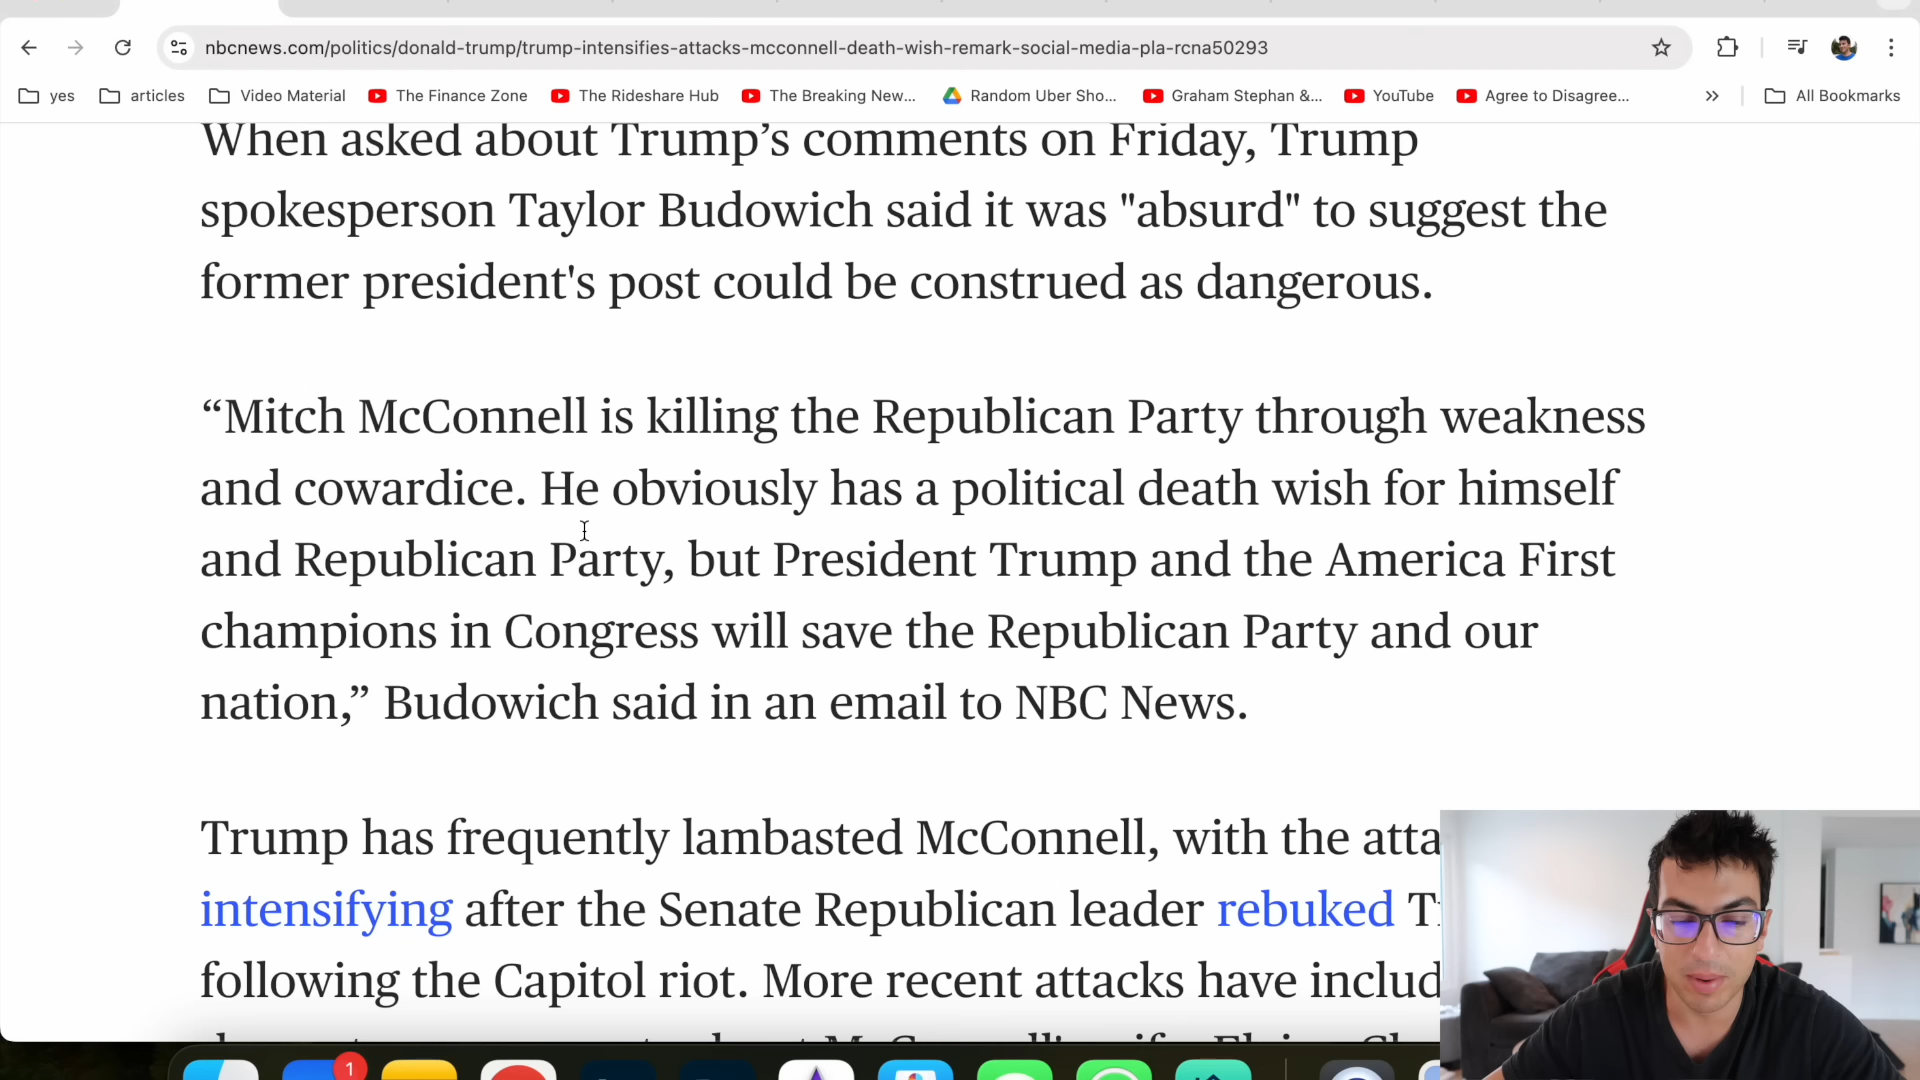 nbcnews.com/politics/donald-trump/trump-intensifies-attacks-mcconnell-death-wish-remark-social-media-pla-rcna50293
yes articles Video Material The Finance Zone The Rideshare Hub The Breaking New... Random Uber Sho... Graham Stephan &... YouTube Agree to Disagree... » All Bookmarks
When asked about Trump’s comments on Friday, Trump
spokesperson Taylor Budowich said it was "absurd" to suggest the
former president's post could be construed as dangerous.
“Mitch McConnell is killing the Republican Party through weakness
and cowardice. He obviously has a political death wish for himself
and Republican Party, but President Trump and the America First
champions in Congress will save the Republican Party and our
nation,” Budowich said in an email to NBC News.
Trump has frequently lambasted McConnell, with the atta
intensifying after the Senate Republican leader rebuked T
following the Capitol riot. More recent attacks have includ
1